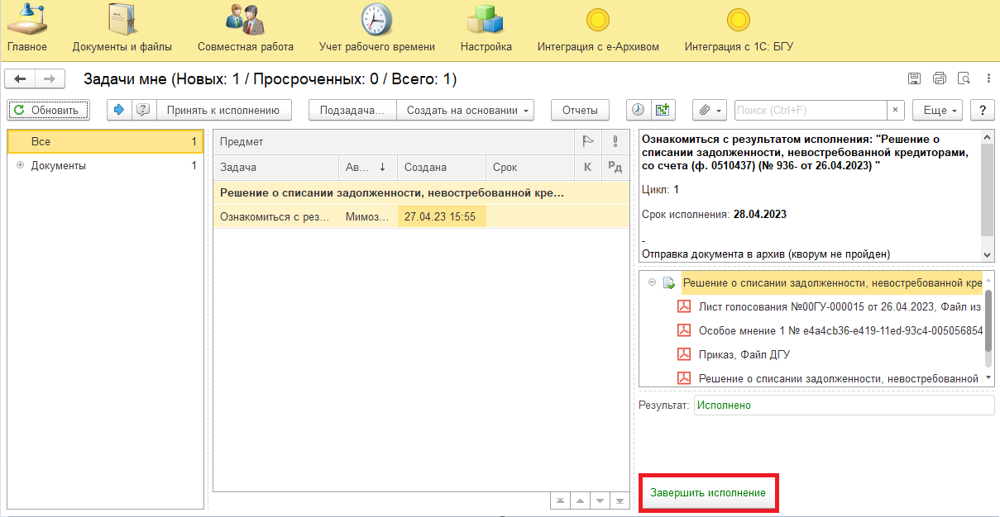 Главное
Документы и файлы
Совместная работа
Учет рабочего времени
Настройка
Интеграция с е-Архивом
Интеграция с 1С: БГУ
Задачи мне (Новых: 1 / Просроченных: 0 / Всего: 1)
Обновить
Принять к исполнению
Подзадача...
Создать на основании
Отчеты
Поиск (Ctrl+F)
×
Еще
?
Все 1
Документы 1
Предмет
Задача
Ав...
Создана
Срок
К
Рд
Решение о списании задолженности, невостребованной кре...
Ознакомиться с рез...
Мимоз...
27.04.23 15:55
Ознакомиться с результатом исполнения: "Решение о
списании задолженности, невостребованной кредиторами,
со счета (ф. 0510437) (№ 936- от 26.04.2023) "
Цикл: 1
Срок исполнения: 28.04.2023
-
Отправка документа в архив (кворум не пройден)
Решение о списании задолженности, невостребованной кре
Лист голосования №00ГУ-000015 от 26.04.2023, Файл из
Особое мнение 1 № e4a4cb36-e419-11ed-93c4-005056854
Приказ, Файл ДГУ
Решение о списании задолженности, невостребованной
Результат: Исполнено
Завершить исполнение